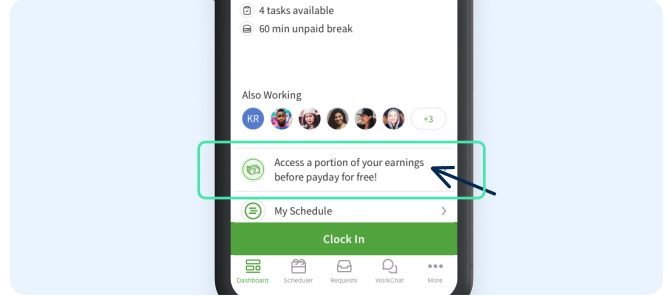 4 tasks available
60 min unpaid break
Also Working
KR
+3
Access a portion of your earnings
before payday for free!
My Schedule
Clock In
Dashboard
Scheduler
Requests
WorkChat
More